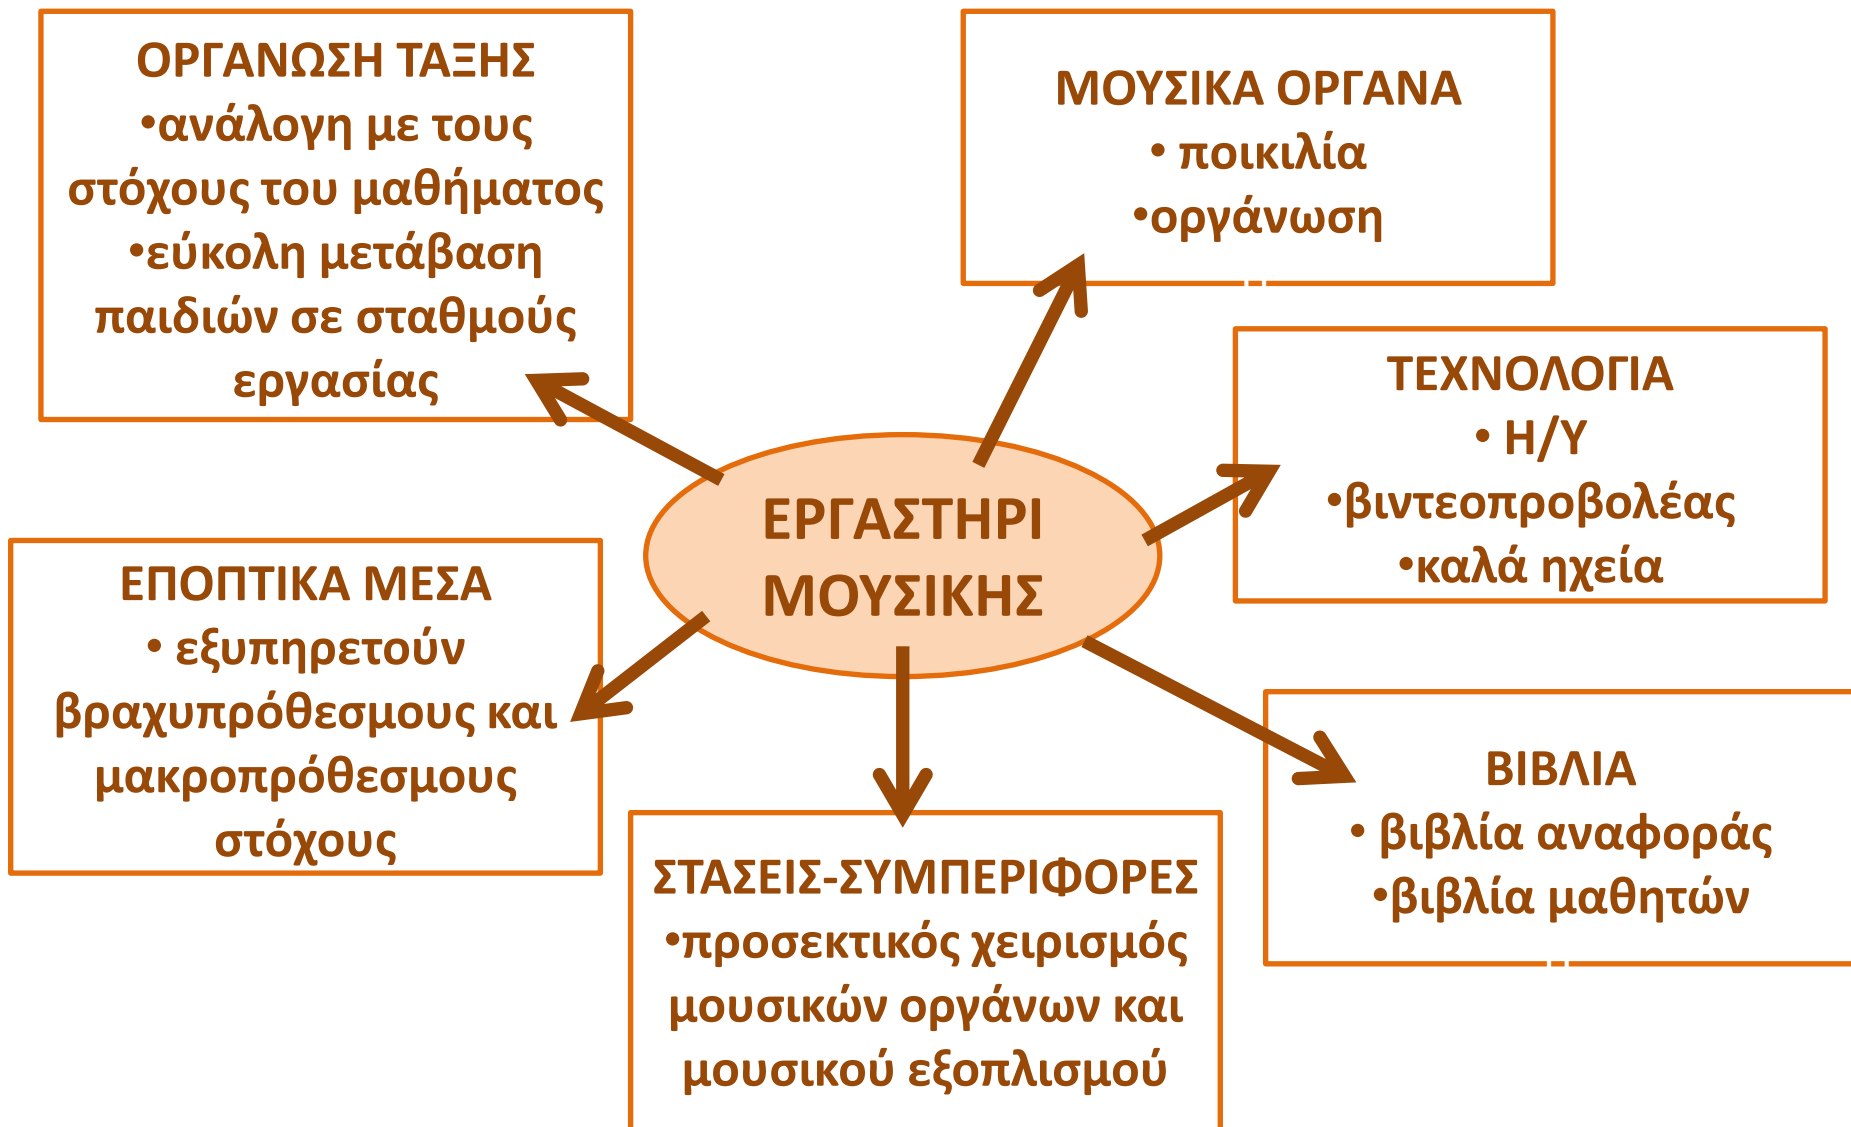 ΟΡΓΑΝΩΣΗ ΤΑΞΗΣ
•ανάλογη με τους
στόχους του μαθήματος
•εύκολη μετάβαση
παιδιών σε σταθμούς
εργασίας
ΜΟΥΣΙΚΑ ΟΡΓΑΝΑ
• ποικιλία
•οργάνωση
ΤΕΧΝΟΛΟΓΙΑ
• Η/Υ
•βιντεοπροβολέας
•καλά ηχεία
ΕΡΓΑΣΤΗΡΙ
ΜΟΥΣΙΚΗΣ
ΕΠΟΠΤΙΚΑ ΜΕΣΑ
• εξυπηρετούν
βραχυπρόθεσμους και
μακροπρόθεσμους
στόχους
ΣΤΑΣΕΙΣ-ΣΥΜΠΕΡΙΦΟΡΕΣ
•προσεκτικός χειρισμός
μουσικών οργάνων και
μουσικού εξοπλισμού
ΒΙΒΛΙΑ
• βιβλία αναφοράς
•βιβλία μαθητών